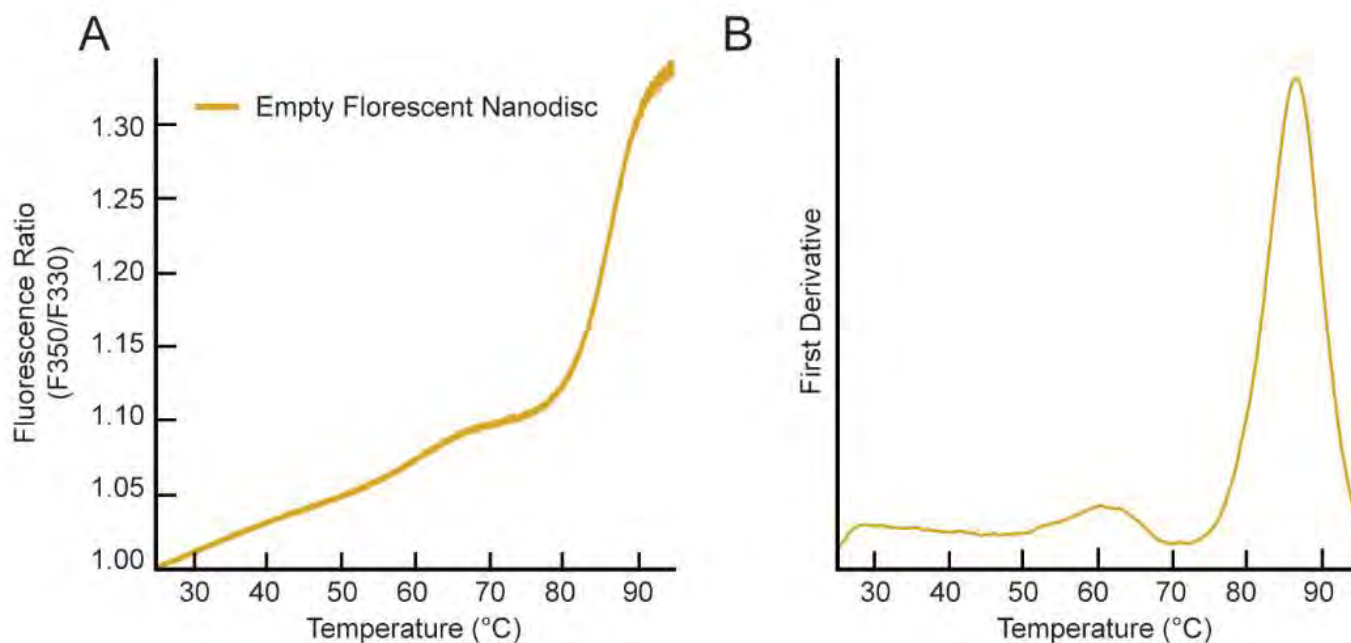 A
Empty Florescent Nanodisc
Fluorescence Ratio
(F350/F330)
1.30
1.25
1.20
1.15
1.10
1.05
1.00
30 40 50 60 70 80 90
Temperature (°C)
B
First Derivative
30 40 50 60 70 80 90
Temperature (°C)